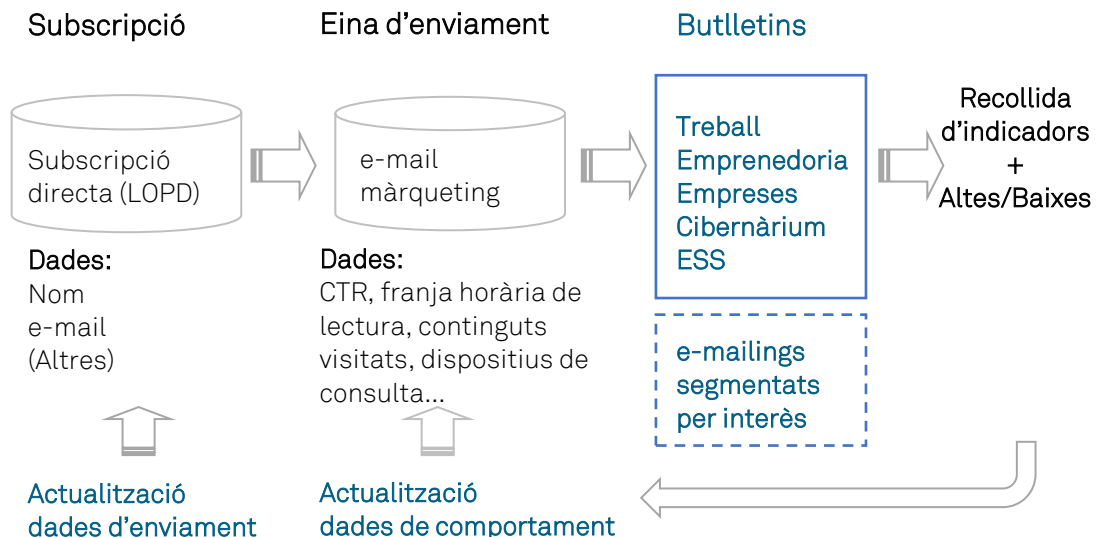 Subscripció
Eina d’enviament
Butlletins
Subscripció
directa (LOPD)
e-mail
màrqueting
Treball
Emprenedoria
Empreses
Cibernàrium
ESS
Recollida
d’indicadors
+
Altes/Baixes
Dades:
Nom
e-mail
(Altres)
Dades:
CTR, franja horària de
lectura, continguts
visitats, dispositius de
consulta...
e-mailings
segmentats
per interès
Actualització
dades d’enviament
Actualització
dades de comportament